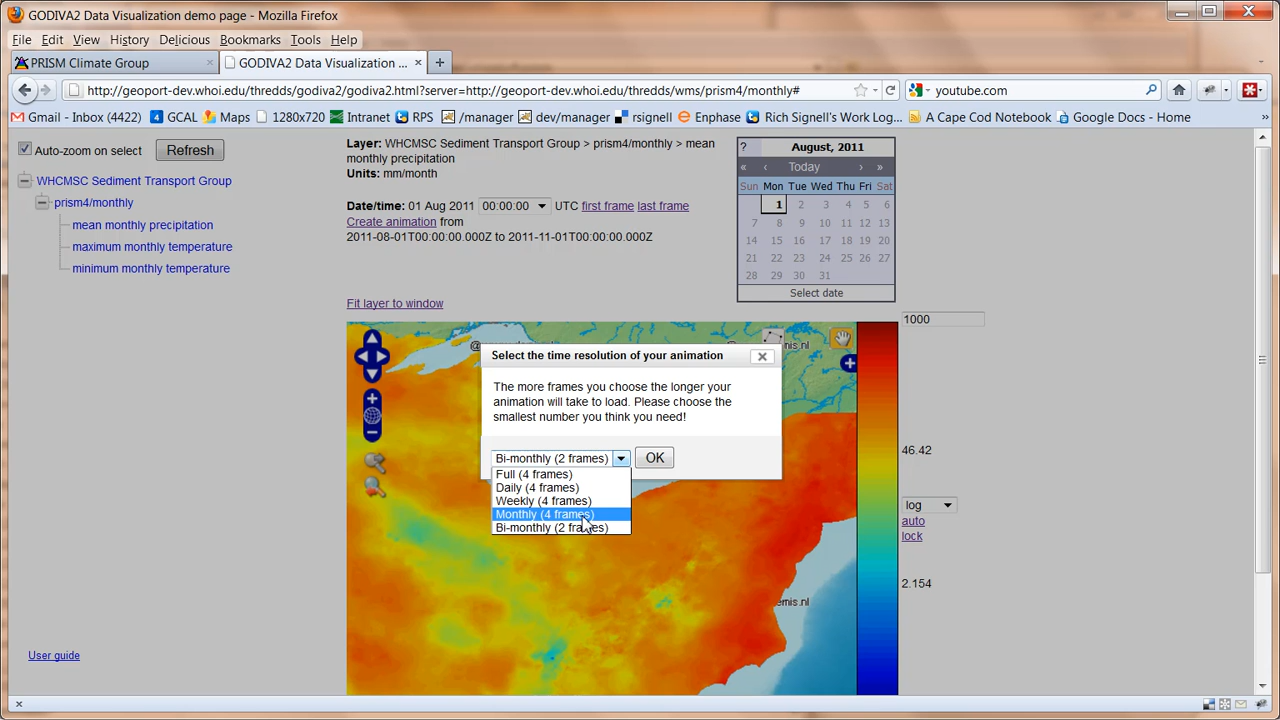 GODIVA2 Data Visualization demo page - Mozilla Firefox
File Edit View History Delicious Bookmarks Tools Help
PRISM Climate Group × GODIVA2 Data Visualization ... × +
http://geoport-dev.whoi.edu/thredds/godiva2/godiva2.html?server=http://geoport-dev.whoi.edu/thredds/wms/prism4/monthly# youtube.com
Gmail - Inbox (4422) GCAL Maps 1280x720 Intranet RPS /manager dev/manager rsignell Enphase Rich Signell's Work Log... A Cape Cod Notebook Google Docs - Home »
Auto-zoom on select Refresh
WHCMSC Sediment Transport Group
prism4/monthly
mean monthly precipitation
maximum monthly temperature
minimum monthly temperature
User guide
Layer: WHCMSC Sediment Transport Group > prism4/monthly > mean
monthly precipitation
Units: mm/month
Date/time: 01 Aug 2011 00:00:00 UTC first frame last frame
Create animation from
2011-08-01T00:00:00.000Z to 2011-11-01T00:00:00.000Z
Fit layer to window
? August, 2011
« ‹ Today › »
Sun Mon Tue Wed Thu Fri Sat
1 2 3 4 5 6
7 8 9 10 11 12 13
14 15 16 17 18 19 20
21 22 23 24 25 26 27
28 29 30 31
Select date
Select the time resolution of your animation
The more frames you choose the longer your
animation will take to load. Please choose the
smallest number you think you need!
Bi-monthly (2 frames) OK
Full (4 frames)
Daily (4 frames)
Weekly (4 frames)
Monthly (4 frames)
Bi-monthly (2 frames)
1000
46.42
log
auto
lock
2.154